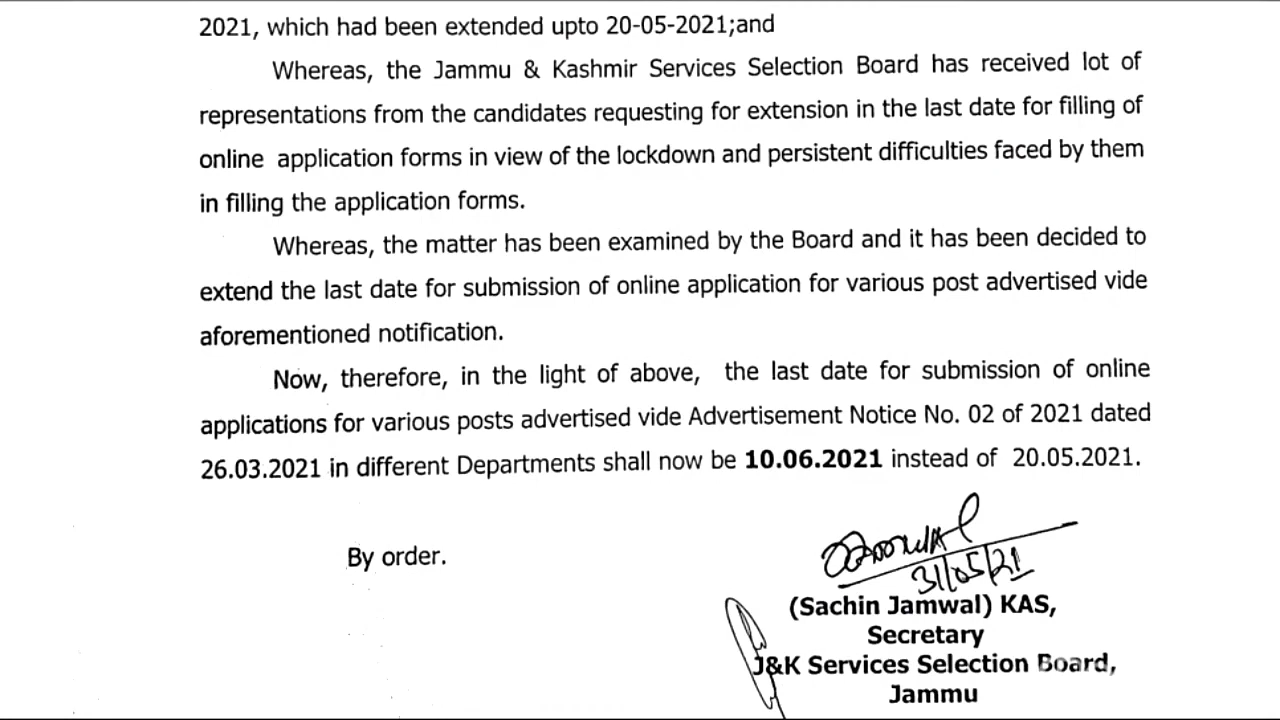 2021, which had been extended upto 20-05-2021;and
Whereas, the Jammu & Kashmir Services Selection Board has received lot of
representations from the candidates requesting for extension in the last date for filling of
online application forms in view of the lockdown and persistent difficulties faced by them
in filling the application forms.
Whereas, the matter has been examined by the Board and it has been decided to
extend the last date for submission of online application for various post advertised vide
aforementioned notification.
Now, therefore, in the light of above, the last date for submission of online
applications for various posts advertised vide Advertisement Notice No. 02 of 2021 dated
26.03.2021 in different Departments shall now be 10.06.2021 instead of 20.05.2021.
By order.
31/05/21
(Sachin Jamwal) KAS,
Secretary
J&K Services Selection Board,
Jammu